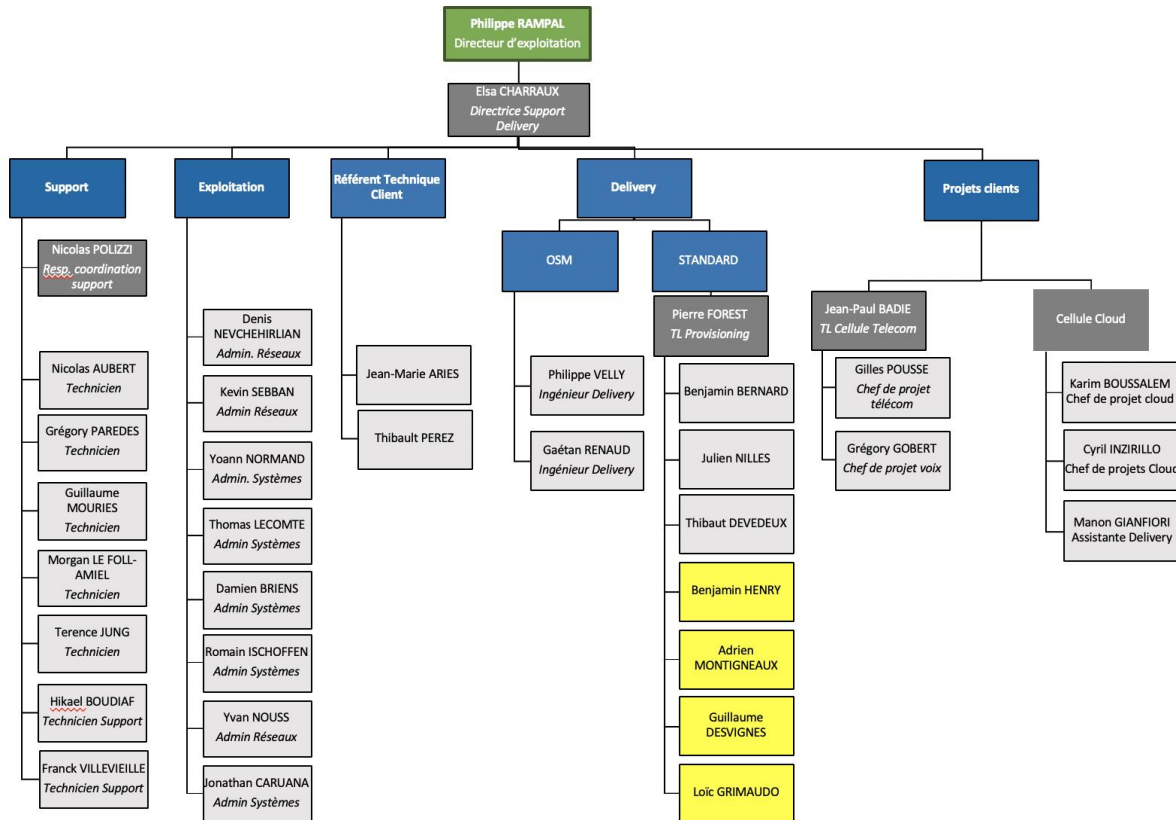 Philippe RAMPAL
Directeur d'exploitation
Elsa CHARRAUX
Directrice Support
Delivery
Support
Exploitation
Référent Technique
Client
Delivery
Projets clients
OSM
STANDARD
Nicolas POLIZZI
Resp. coordination
support
Nicolas AUBERT
Technicien
Grégory PAREDES
Technicien
Guillaume
MOURIES
Technicien
Morgan LE FOLL-
AMIEL
Technicien
Terence JUNG
Technicien
Hikael BOUDIAF
Technicien Support
Franck VILLEVIEILLE
Technicien Support
Denis
NEVCHEHIRLIAN
Admin. Réseaux
Kevin SEBBAN
Admin Réseaux
Yoann NORMAND
Admin. Systèmes
Thomas LECOMTE
Admin Systèmes
Damien BRIENS
Admin Systèmes
Romain ISCHOFFEN
Admin Systèmes
Yvan NOUSS
Admin Réseaux
Jonathan CARUANA
Admin Systèmes
Jean-Marie ARIES
Thibault PEREZ
Philippe VELLY
Ingénieur Delivery
Gaétan RENAUD
Ingénieur Delivery
Pierre FOREST
TL Provisioning
Benjamin BERNARD
Julien NILLES
Thibaut DEVEDEUX
Benjamin HENRY
Adrien
MONTIGNEAUX
Guillaume
DESVIGNES
Loïc GRIMAUDO
Jean-Paul BADIE
TL Cellule Telecom
Gilles POUSSE
Chef de projet
télécom
Grégory GOBERT
Chef de projet voix
Cellule Cloud
Karim BOUSSALEM
Chef de projet cloud
Cyril INZIRILLO
Chef de projets Cloud
Manon GIANFIORI
Assistante Delivery